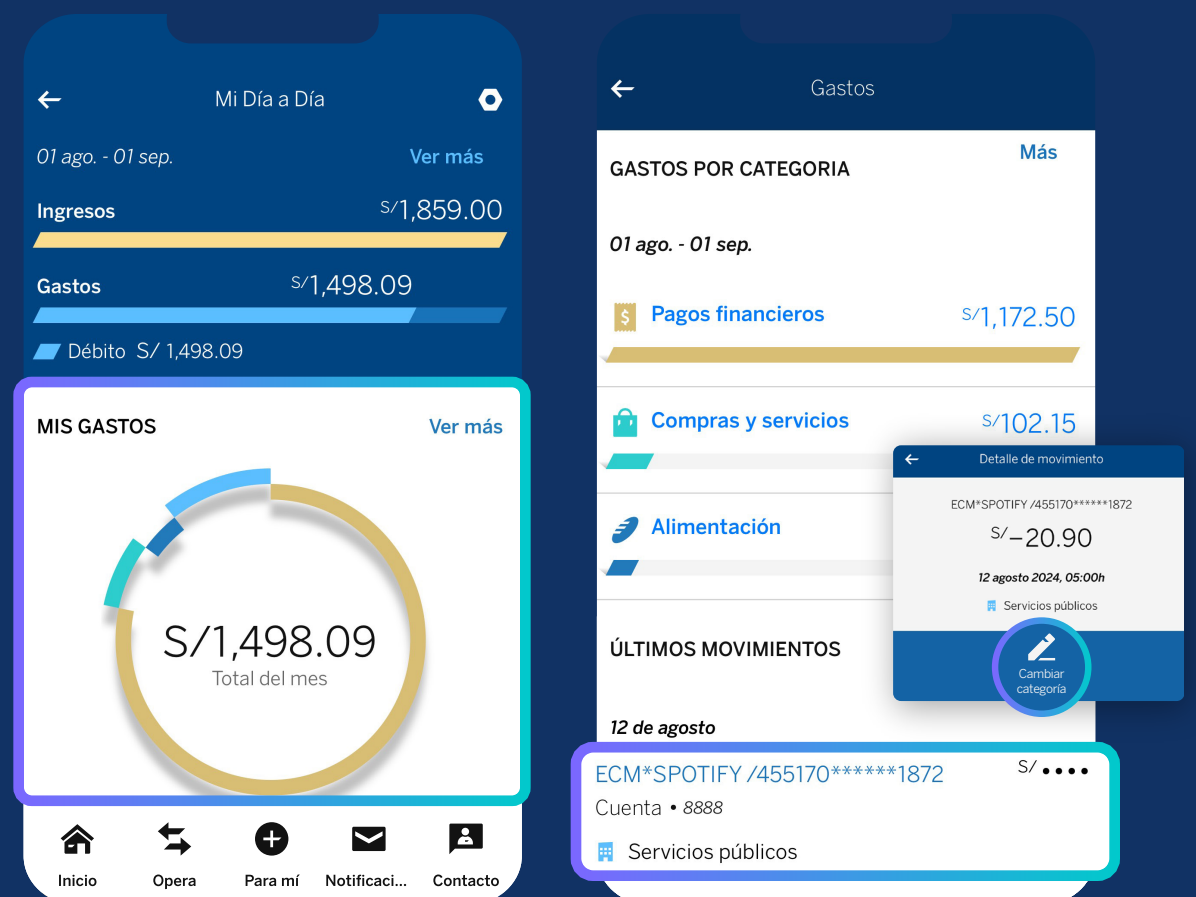 Mi Día a Día
01 ago. - 01 sep.
Ver más
Ingresos
S/1,859.00
Gastos
S/1,498.09
Débito S/ 1,498.09
MIS GASTOS
Ver más
S/1,498.09
Total del mes
Inicio
Opera
Para mí
Notificaci...
Contacto
Gastos
Más
GASTOS POR CATEGORIA
01 ago. - 01 sep.
$
Pagos financieros
S/1,172.50
Compras y servicios
S/102.15
Alimentación
ÚLTIMOS MOVIMIENTOS
12 de agosto
ECM*SPOTIFY /455170******1872
S/ ••••
Cuenta • 8888
Servicios públicos
Detalle de movimiento
ECM*SPOTIFY /455170******1872
S/–20.90
12 agosto 2024, 05:00h
Servicios públicos
Cambiar
categoría